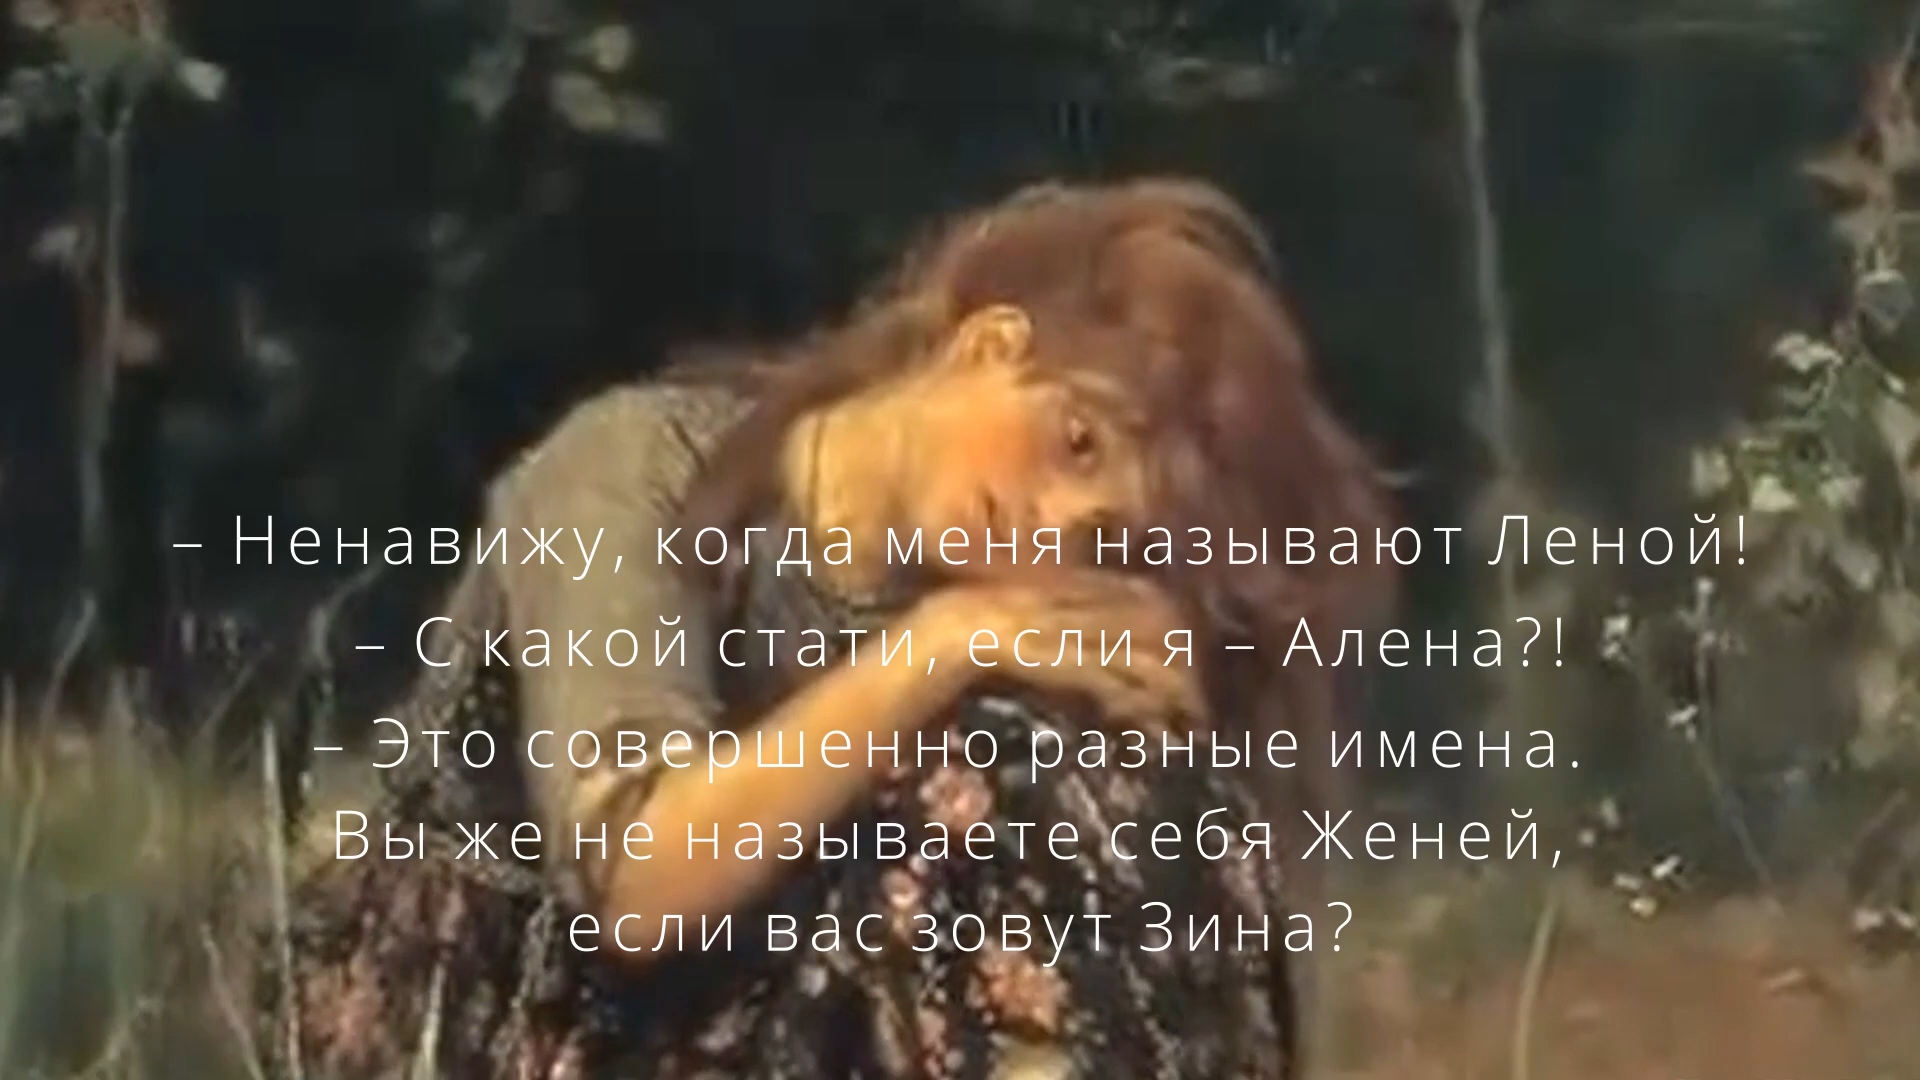 – Ненавижу, когда меня называют Леной!
– С какой стати, если я – Алена?!
– Это совершенно разные имена.
Вы же не называете себя Женей,
если вас зовут Зина?